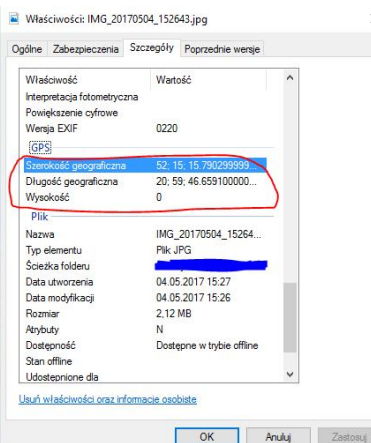 Właściwości: IMG_20170504_152643.jpg
Ogólne Zabezpieczenia Szczegóły Poprzednie wersje
Właściwość Wartość
Interpretacja fotometryczna
Powiększenie cyfrowe
Wersja EXIF 0220
GPS
Szerokość geograficzna 52; 15; 15.790299999...
Długość geograficzna 20; 59; 46.659100000...
Wysokość 0
Plik
Nazwa IMG_20170504_15264...
Typ elementu Plik JPG
Ścieżka folderu
Data utworzenia 04.05.2017 15:27
Data modyfikacji 04.05.2017 15:26
Rozmiar 2,12 MB
Atrybuty N
Dostępność Dostępne w trybie offline
Stan offline
Udostępnione dla
Usuń właściwości oraz informacje osobiste
OK Anuluj Zastosuj